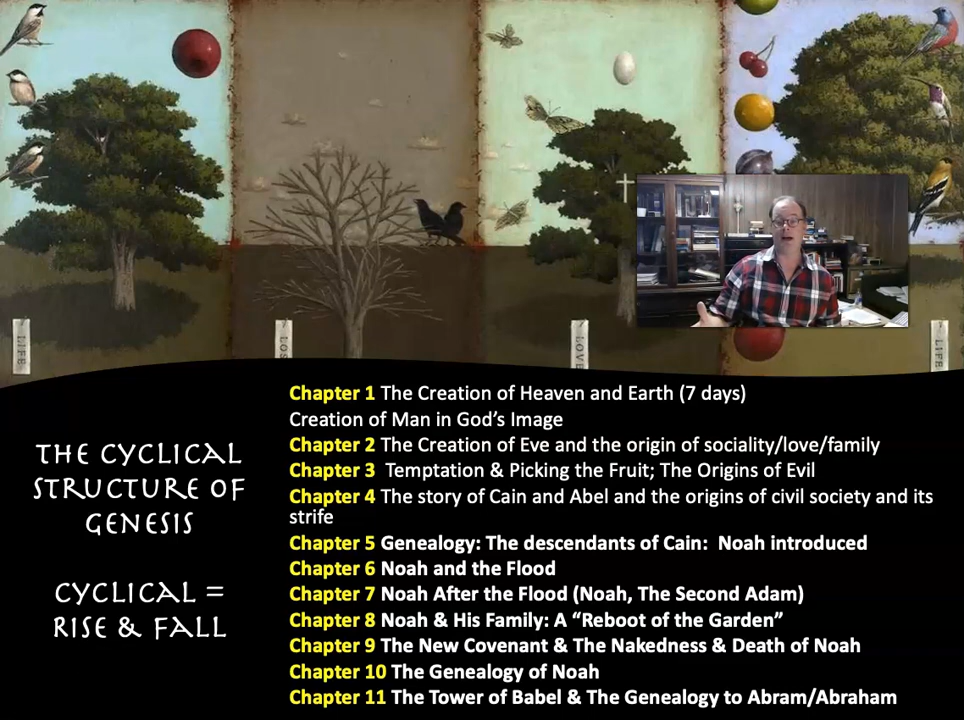 LIFE
LOS
LOVE
LIFE
THE CYCLICAL
STRUCTURE OF
GENESIS
CYCLICAL =
RISE & FALL
Chapter 1 The Creation of Heaven and Earth (7 days)
Creation of Man in God’s Image
Chapter 2 The Creation of Eve and the origin of sociality/love/family
Chapter 3 Temptation & Picking the Fruit; The Origins of Evil
Chapter 4 The story of Cain and Abel and the origins of civil society and its
strife
Chapter 5 Genealogy: The descendants of Cain: Noah introduced
Chapter 6 Noah and the Flood
Chapter 7 Noah After the Flood (Noah, The Second Adam)
Chapter 8 Noah & His Family: A “Reboot of the Garden”
Chapter 9 The New Covenant & The Nakedness & Death of Noah
Chapter 10 The Genealogy of Noah
Chapter 11 The Tower of Babel & The Genealogy to Abram/Abraham